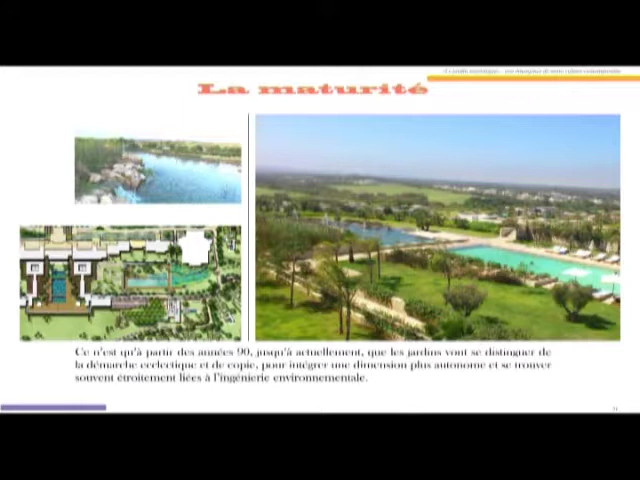 La maturité
Ce n'est qu'à partir des années 90, jusqu'à actuellement, que les jardins vont se distinguer de
la démarche ecclectique et de copie, pour intégrer une dimension plus autonome et se trouver
souvent étroitement liées à l'ingénierie environnementale.